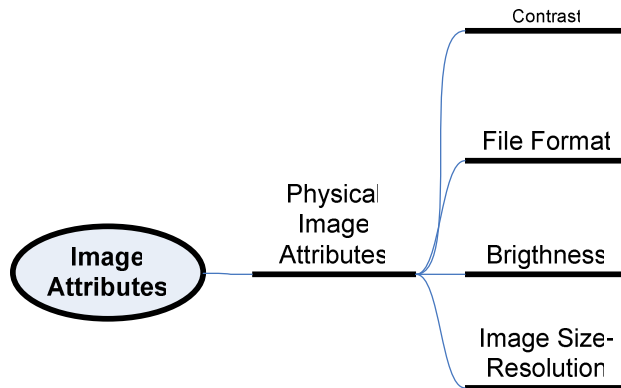 Contrast
File Format
Physical
Image
Attributes
Image
Attributes
Brigthness
Image Size-
Resolution